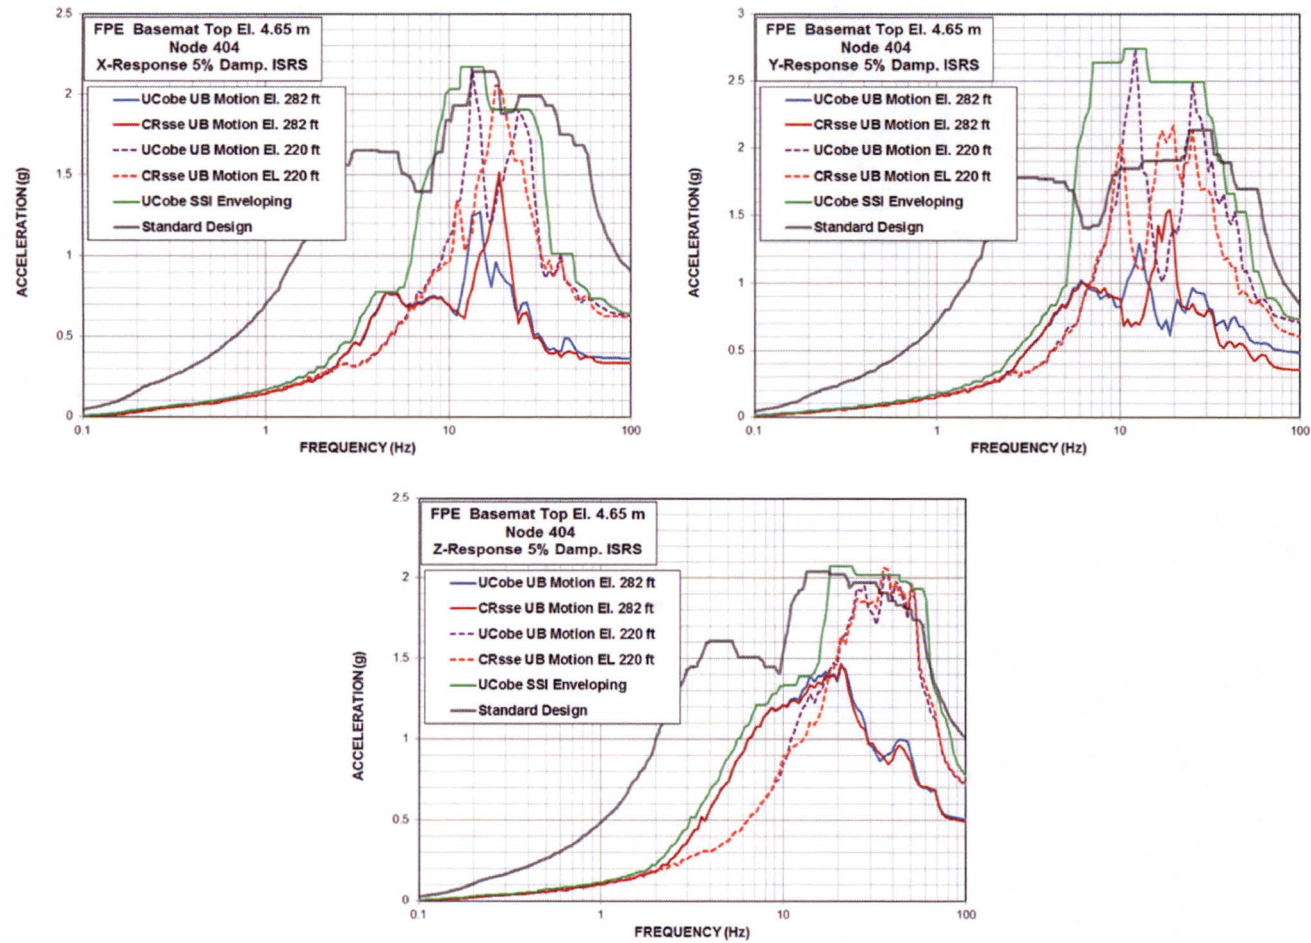 2.5
FPE Basemat Top El. 4.65 m
Node 404
X-Response 5% Damp. ISRS
2
UCobe UB Motion El. 282 ft
CRsse UB Motion El. 282 ft
UCobe UB Motion El. 220 ft
1.5
CRsse UB Motion EL 220 ft
UCobe SSI Enveloping
Standard Design
1
0.5
0
ACCELERATION(g)
0.1 1 10 100
FREQUENCY (Hz)
3
FPE Basemat Top El. 4.65 m
Node 404
Y-Response 5% Damp. ISRS
2.5
UCobe UB Motion El. 282 ft
CRsse UB Motion El. 282 ft
2
UCobe UB Motion El. 220 ft
CRsse UB Motion EL 220 ft
UCobe SSI Enveloping
1.5
Standard Design
1
0.5
0
ACCELERATION(g)
0.1 1 10 100
FREQUENCY (Hz)
2.5
FPE Basemat Top El. 4.65 m
Node 404
Z-Response 5% Damp. ISRS
2
UCobe UB Motion El. 282 ft
CRsse UB Motion El. 282 ft
UCobe UB Motion El. 220 ft
1.5
CRsse UB Motion EL 220 ft
UCobe SSI Enveloping
Standard Design
1
0.5
0
ACCELERATION(g)
0.1 1 10 100
FREQUENCY (Hz)